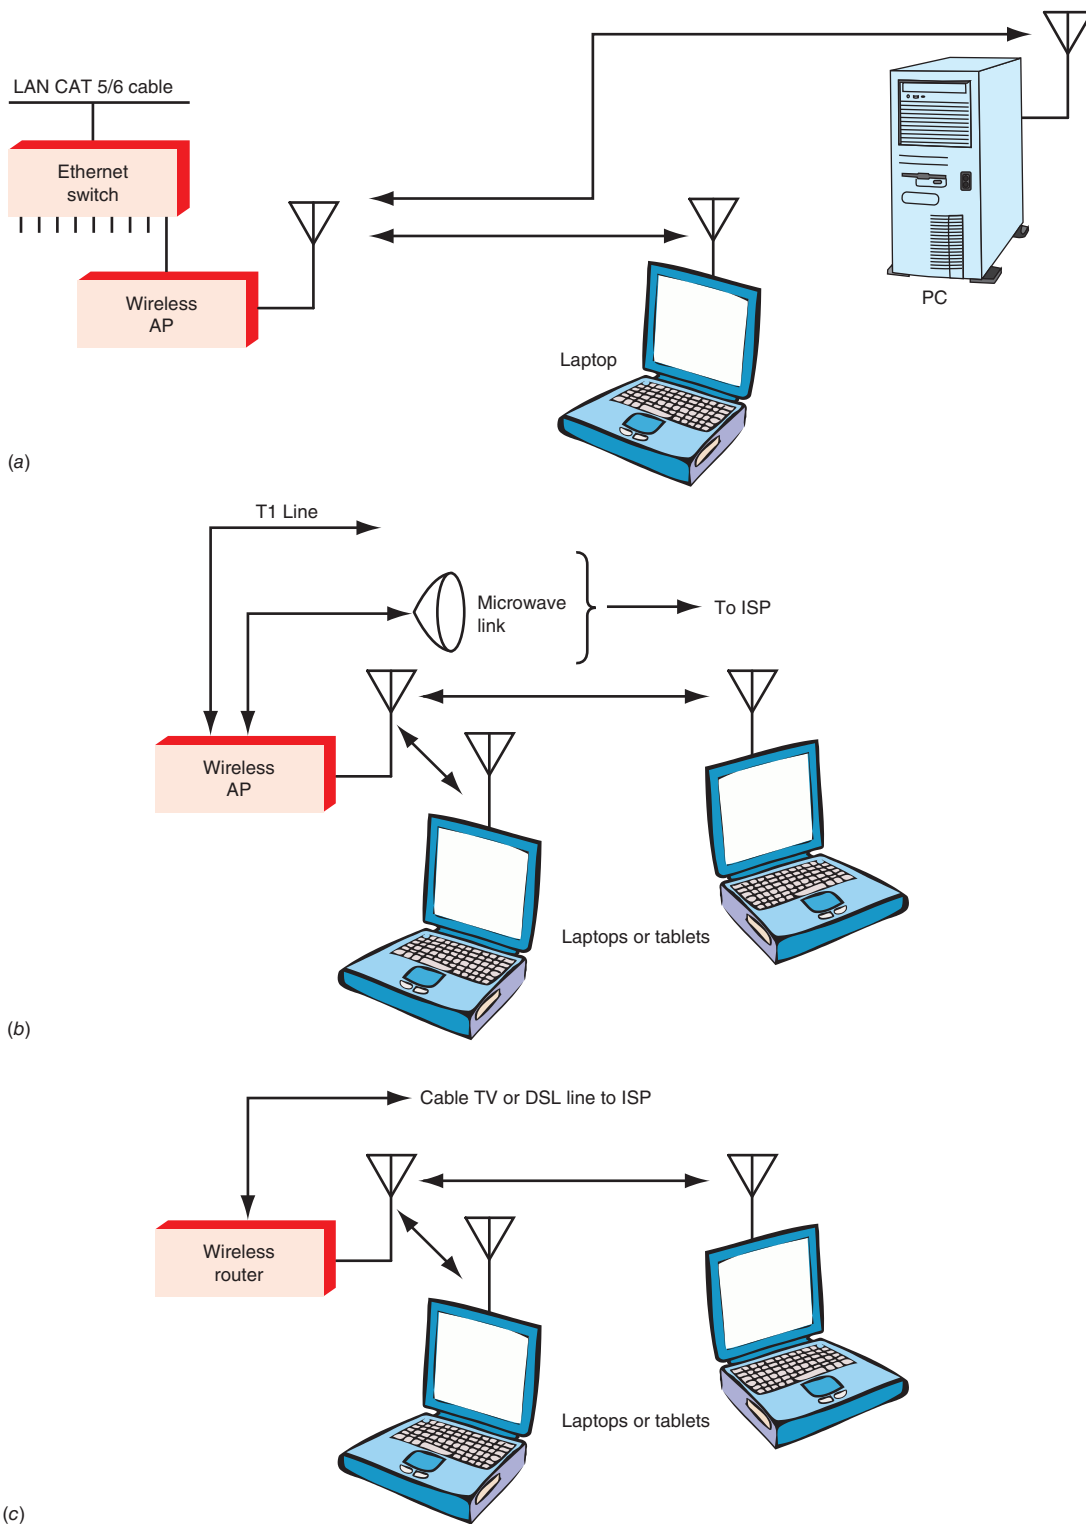 LAN CAT 5/6 cable
Ethernet
switch
Wireless
AP
Laptop
PC
(a)
T1 Line
Microwave
link
To ISP
Wireless
AP
Laptops or tablets
(b)
Cable TV or DSL line to ISP
Wireless
router
Laptops or tablets
(c)